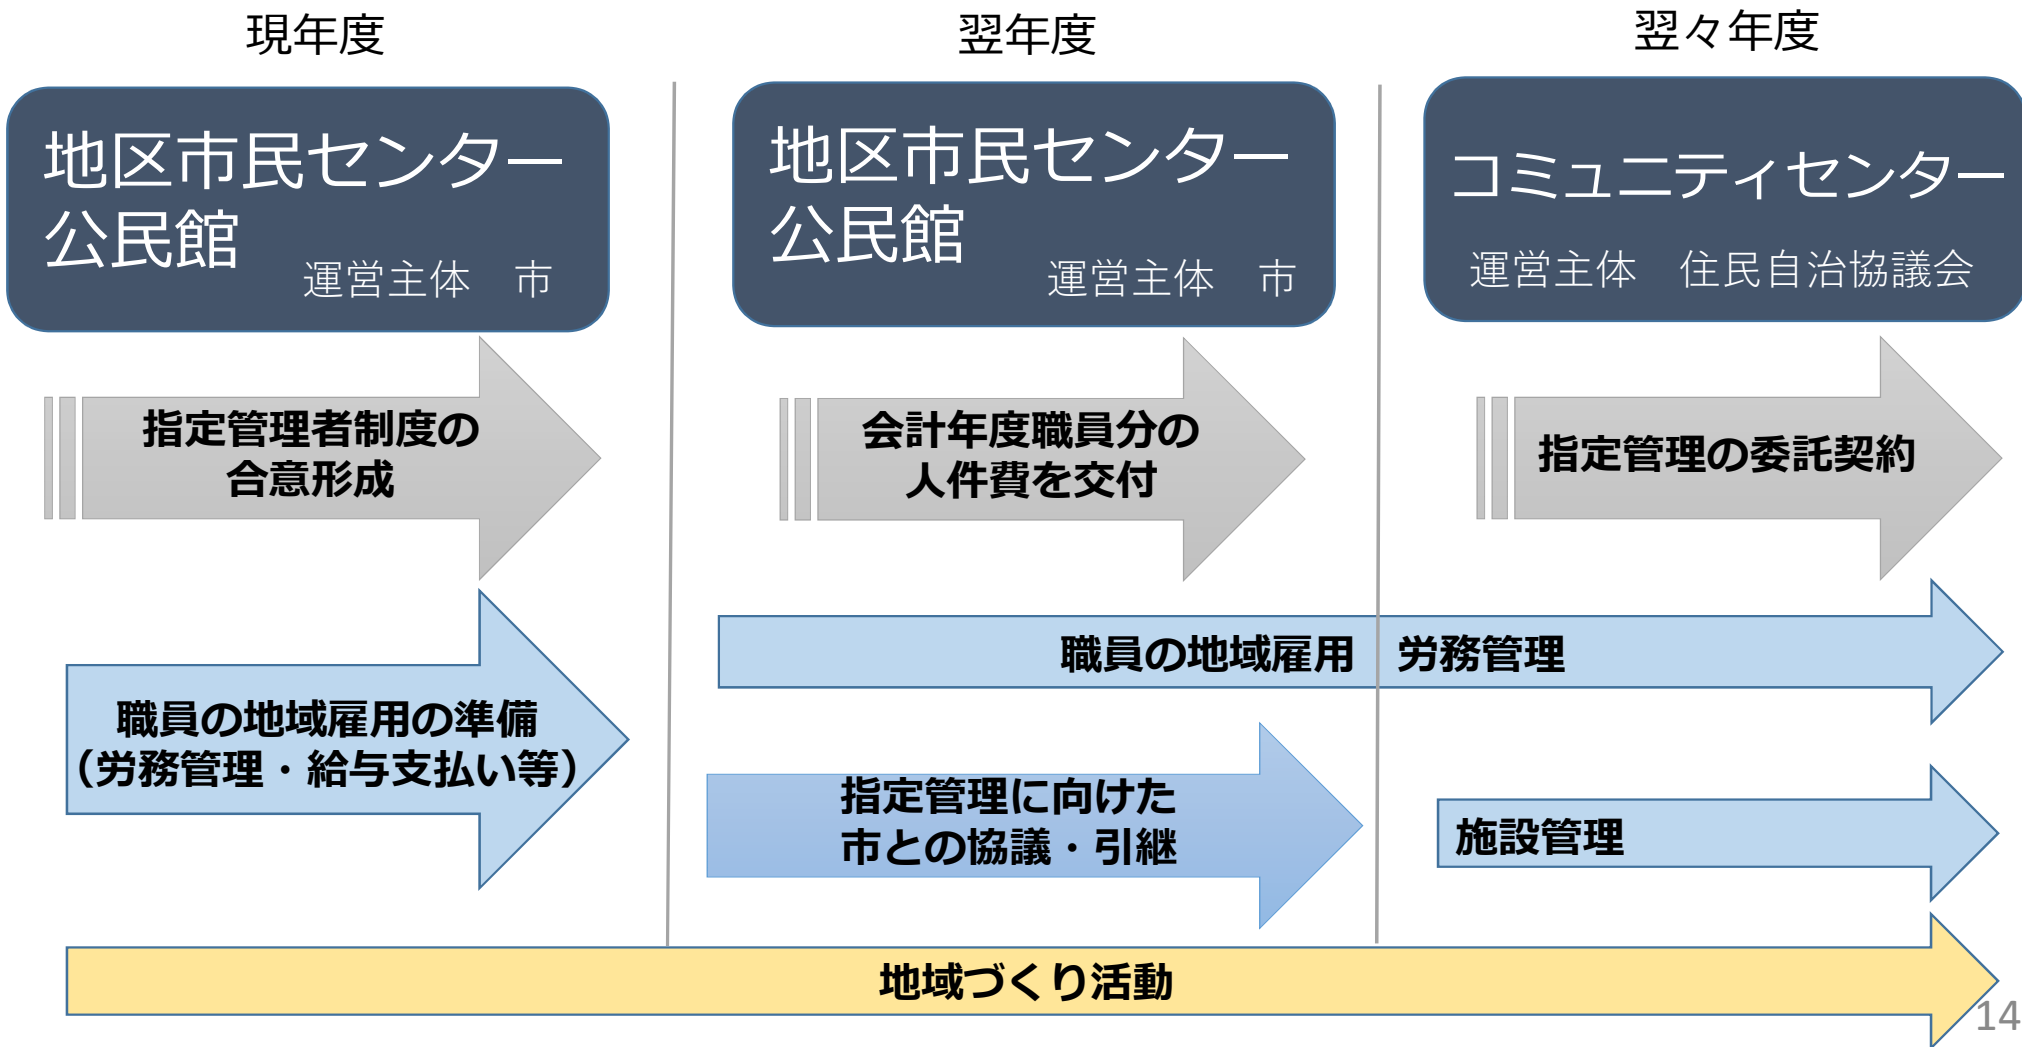 現年度
翌年度
翌々年度
地区市民センター
公民館
運営主体　市
地区市民センター
公民館
運営主体　市
コミュニティセンター
運営主体　住民自治協議会
指定管理者制度の
合意形成
会計年度職員分の
人件費を交付
指定管理の委託契約
職員の地域雇用　労務管理
職員の地域雇用の準備
（労務管理・給与支払い等）
指定管理に向けた
市との協議・引継
施設管理
地域づくり活動
14